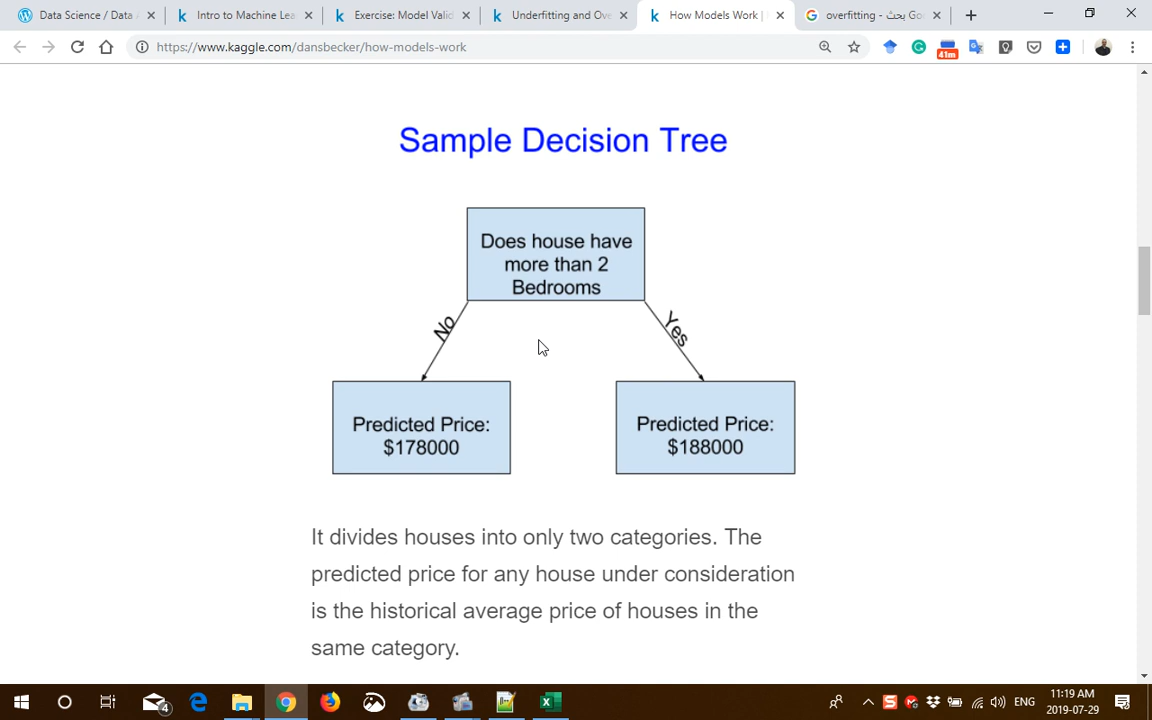 Data Science / Data A
Intro to Machine Lea
Exercise: Model Valid
Underfitting and Ove
How Models Work |
overfitting - بحث Goo
https://www.kaggle.com/dansbecker/how-models-work
41m
Sample Decision Tree
Does house have
more than 2
Bedrooms
No
Yes
Predicted Price:
$178000
Predicted Price:
$188000
It divides houses into only two categories. The
predicted price for any house under consideration
is the historical average price of houses in the
same category.
4
ENG
11:19 AM
2019-07-29